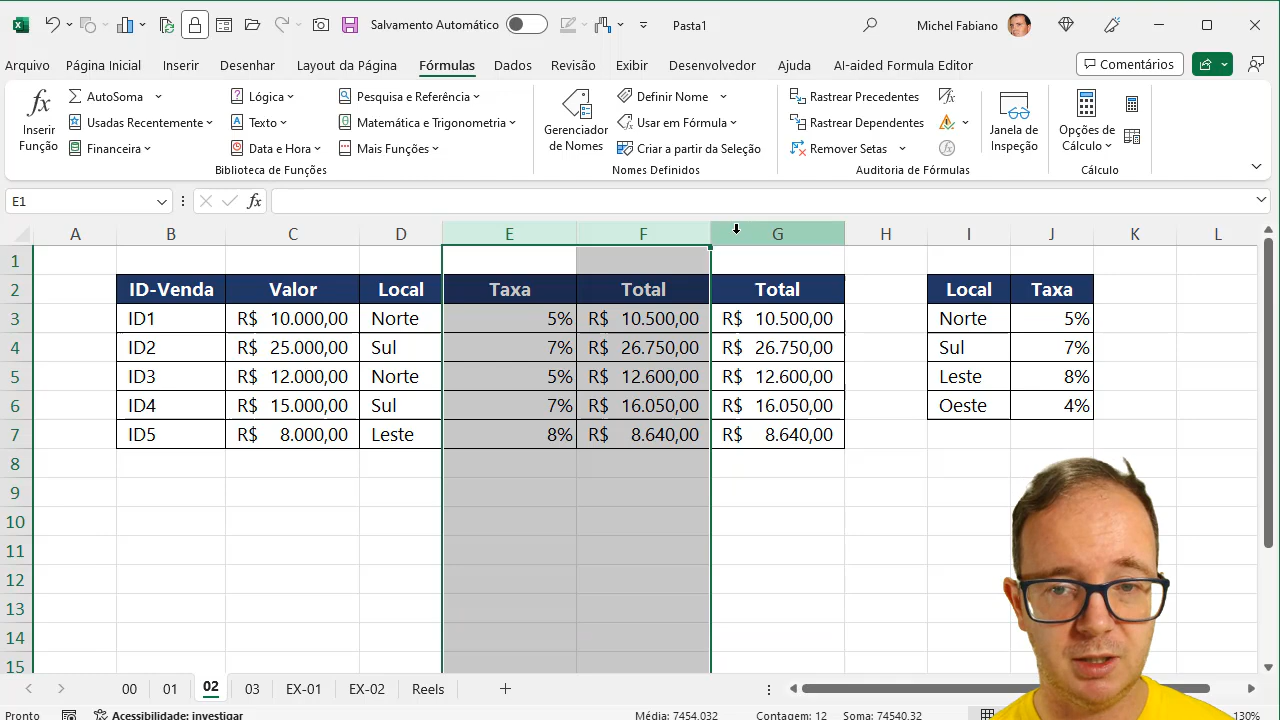 Salvamento Automático Pasta1 Michel Fabiano
Arquivo Página Inicial Inserir Desenhar Layout da Página Fórmulas Dados Revisão Exibir Desenvolvedor Ajuda AI-aided Formula Editor Comentários
Inserir Função
AutoSoma
Usadas Recentemente
Financeira
Lógica
Texto
Data e Hora
Pesquisa e Referência
Matemática e Trigonometria
Mais Funções
Biblioteca de Funções
Gerenciador de Nomes
Definir Nome
Usar em Fórmula
Criar a partir da Seleção
Nomes Definidos
Rastrear Precedentes
Rastrear Dependentes
Remover Setas
Auditoria de Fórmulas
Janela de Inspeção
Opções de Cálculo
Cálculo
E1 fx
A B C D E F G H I J K L
1
2 ID-Venda Valor Local Taxa Total Total Local Taxa
3 ID1 R$ 10.000,00 Norte 5% R$ 10.500,00 R$ 10.500,00 Norte 5%
4 ID2 R$ 25.000,00 Sul 7% R$ 26.750,00 R$ 26.750,00 Sul 7%
5 ID3 R$ 12.000,00 Norte 5% R$ 12.600,00 R$ 12.600,00 Leste 8%
6 ID4 R$ 15.000,00 Sul 7% R$ 16.050,00 R$ 16.050,00 Oeste 4%
7 ID5 R$ 8.000,00 Leste 8% R$ 8.640,00 R$ 8.640,00
8
9
10
11
12
13
14
15
00 01 02 03 EX-01 EX-02 Reels
Pronto Acessibilidade: investigar Média: 7454,032 Contagem: 12 Soma: 74540,32 130%